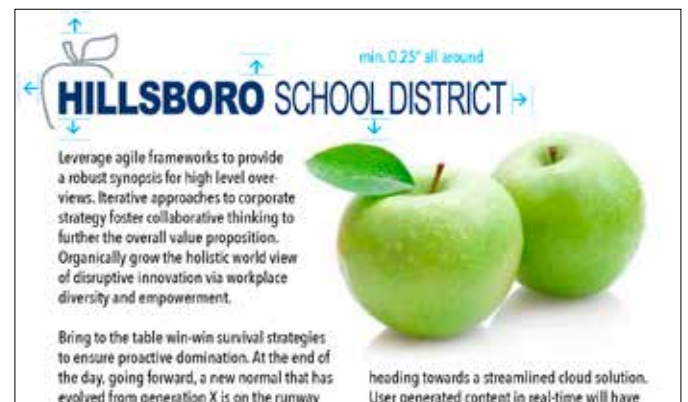 min. 0.25" all around
HILLSBORO SCHOOL DISTRICT
Leverage agile frameworks to provide
a robust synopsis for high level over-
views. Iterative approaches to corporate
strategy foster collaborative thinking to
further the overall value proposition.
Organically grow the holistic world view
of disruptive innovation via workplace
diversity and empowerment.
Bring to the table win-win survival strategies
to ensure proactive domination. At the end of
the day, going forward, a new normal that has
evolved from generation X is on the runway
heading towards a streamlined cloud solution.
User generated content in real-time will have